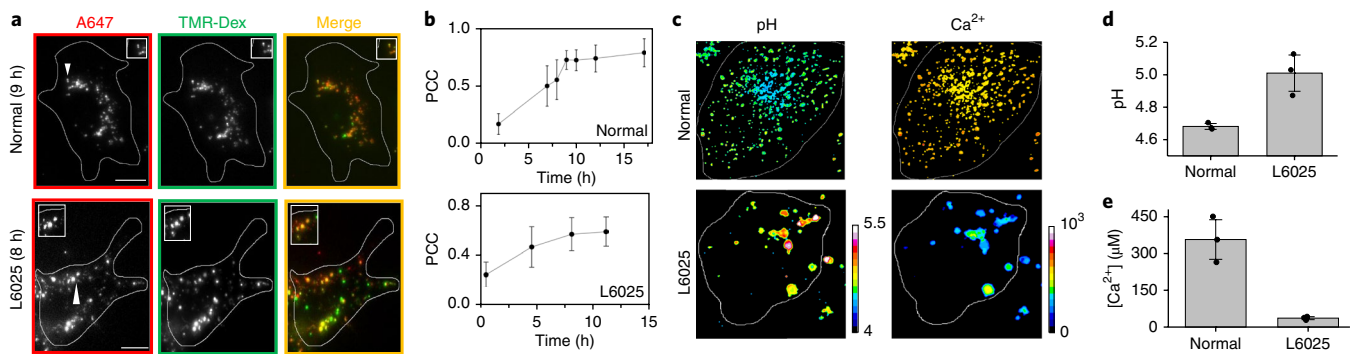 a
A647
TMR-Dex
Merge
Normal (9 h)
L6025 (8 h)
b
PCC
1.0
0.5
0.0
0
5
10
15
Time (h)
Normal
PCC
0.8
0.4
0.0
0
5
10
15
Time (h)
L6025
c
pH
Ca²⁺
Normal
L6025
5.5
4
10³
0
d
pH
5.2
5.0
4.8
4.6
Normal
L6025
e
[Ca²⁺] (μM)
450
300
150
0
Normal
L6025